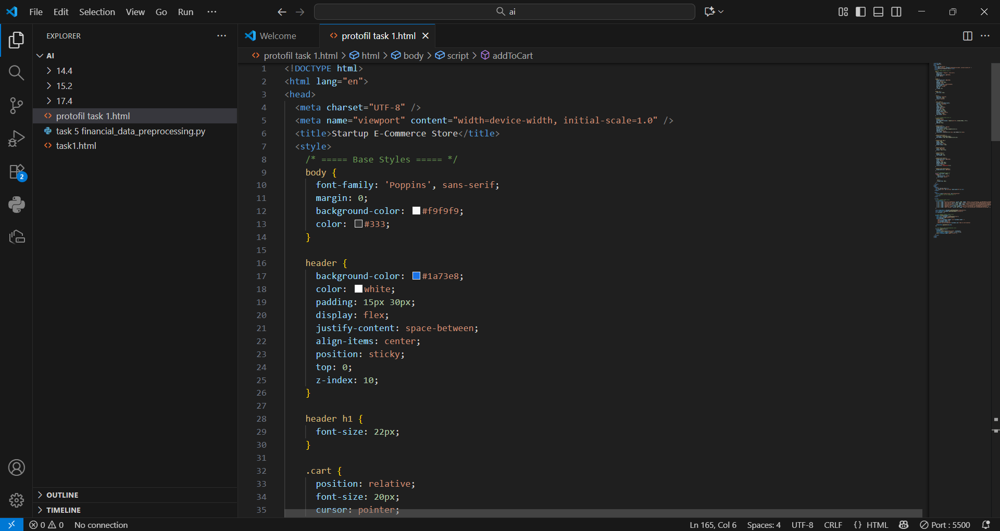 File Edit Selection View Go Run ai
EXPLORER
AI
14.4
15.2
17.4
protofil task 1.html
task 5 financial_data_preprocessing.py
task1.html
2
OUTLINE
TIMELINE
Welcome protofil task 1.html
protofil task 1.html > html > body > script > addToCart
1 <!DOCTYPE html>
2 <html lang="en">
3 <head>
4 <meta charset="UTF-8" />
5 <meta name="viewport" content="width=device-width, initial-scale=1.0" />
6 <title>Startup E-Commerce Store</title>
7 <style>
8 /* ===== Base Styles ===== */
9 body {
10 font-family: 'Poppins', sans-serif;
11 margin: 0;
12 background-color: #f9f9f9;
13 color: #333;
14 }
15
16 header {
17 background-color: #1a73e8;
18 color: white;
19 padding: 15px 30px;
20 display: flex;
21 justify-content: space-between;
22 align-items: center;
23 position: sticky;
24 top: 0;
25 z-index: 10;
26 }
27
28 header h1 {
29 font-size: 22px;
30 }
31
32 .cart {
33 position: relative;
34 font-size: 20px;
35 cursor: pointer;
0 0 No connection Ln 165, Col 6 Spaces: 4 UTF-8 CRLF {} HTML Port : 5500